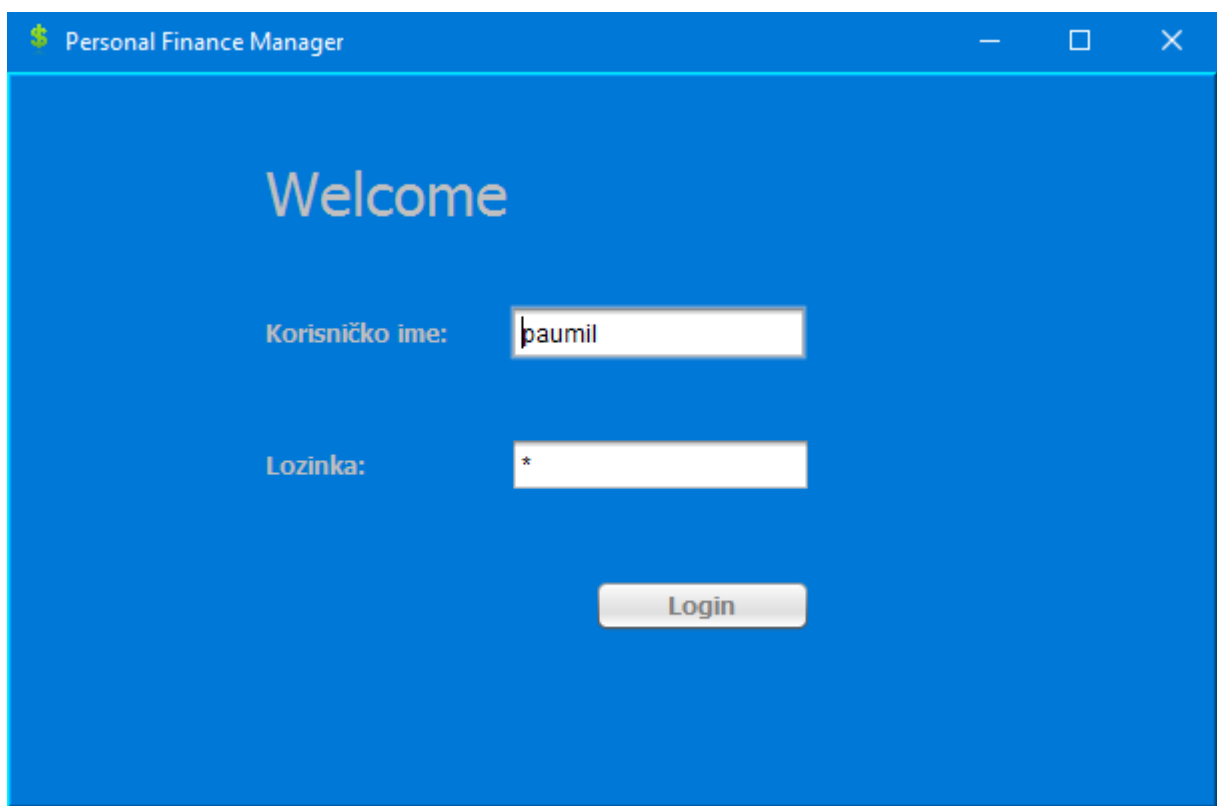 Personal Finance Manager
Welcome
Korisničko ime: paumil
Lozinka: *
Login